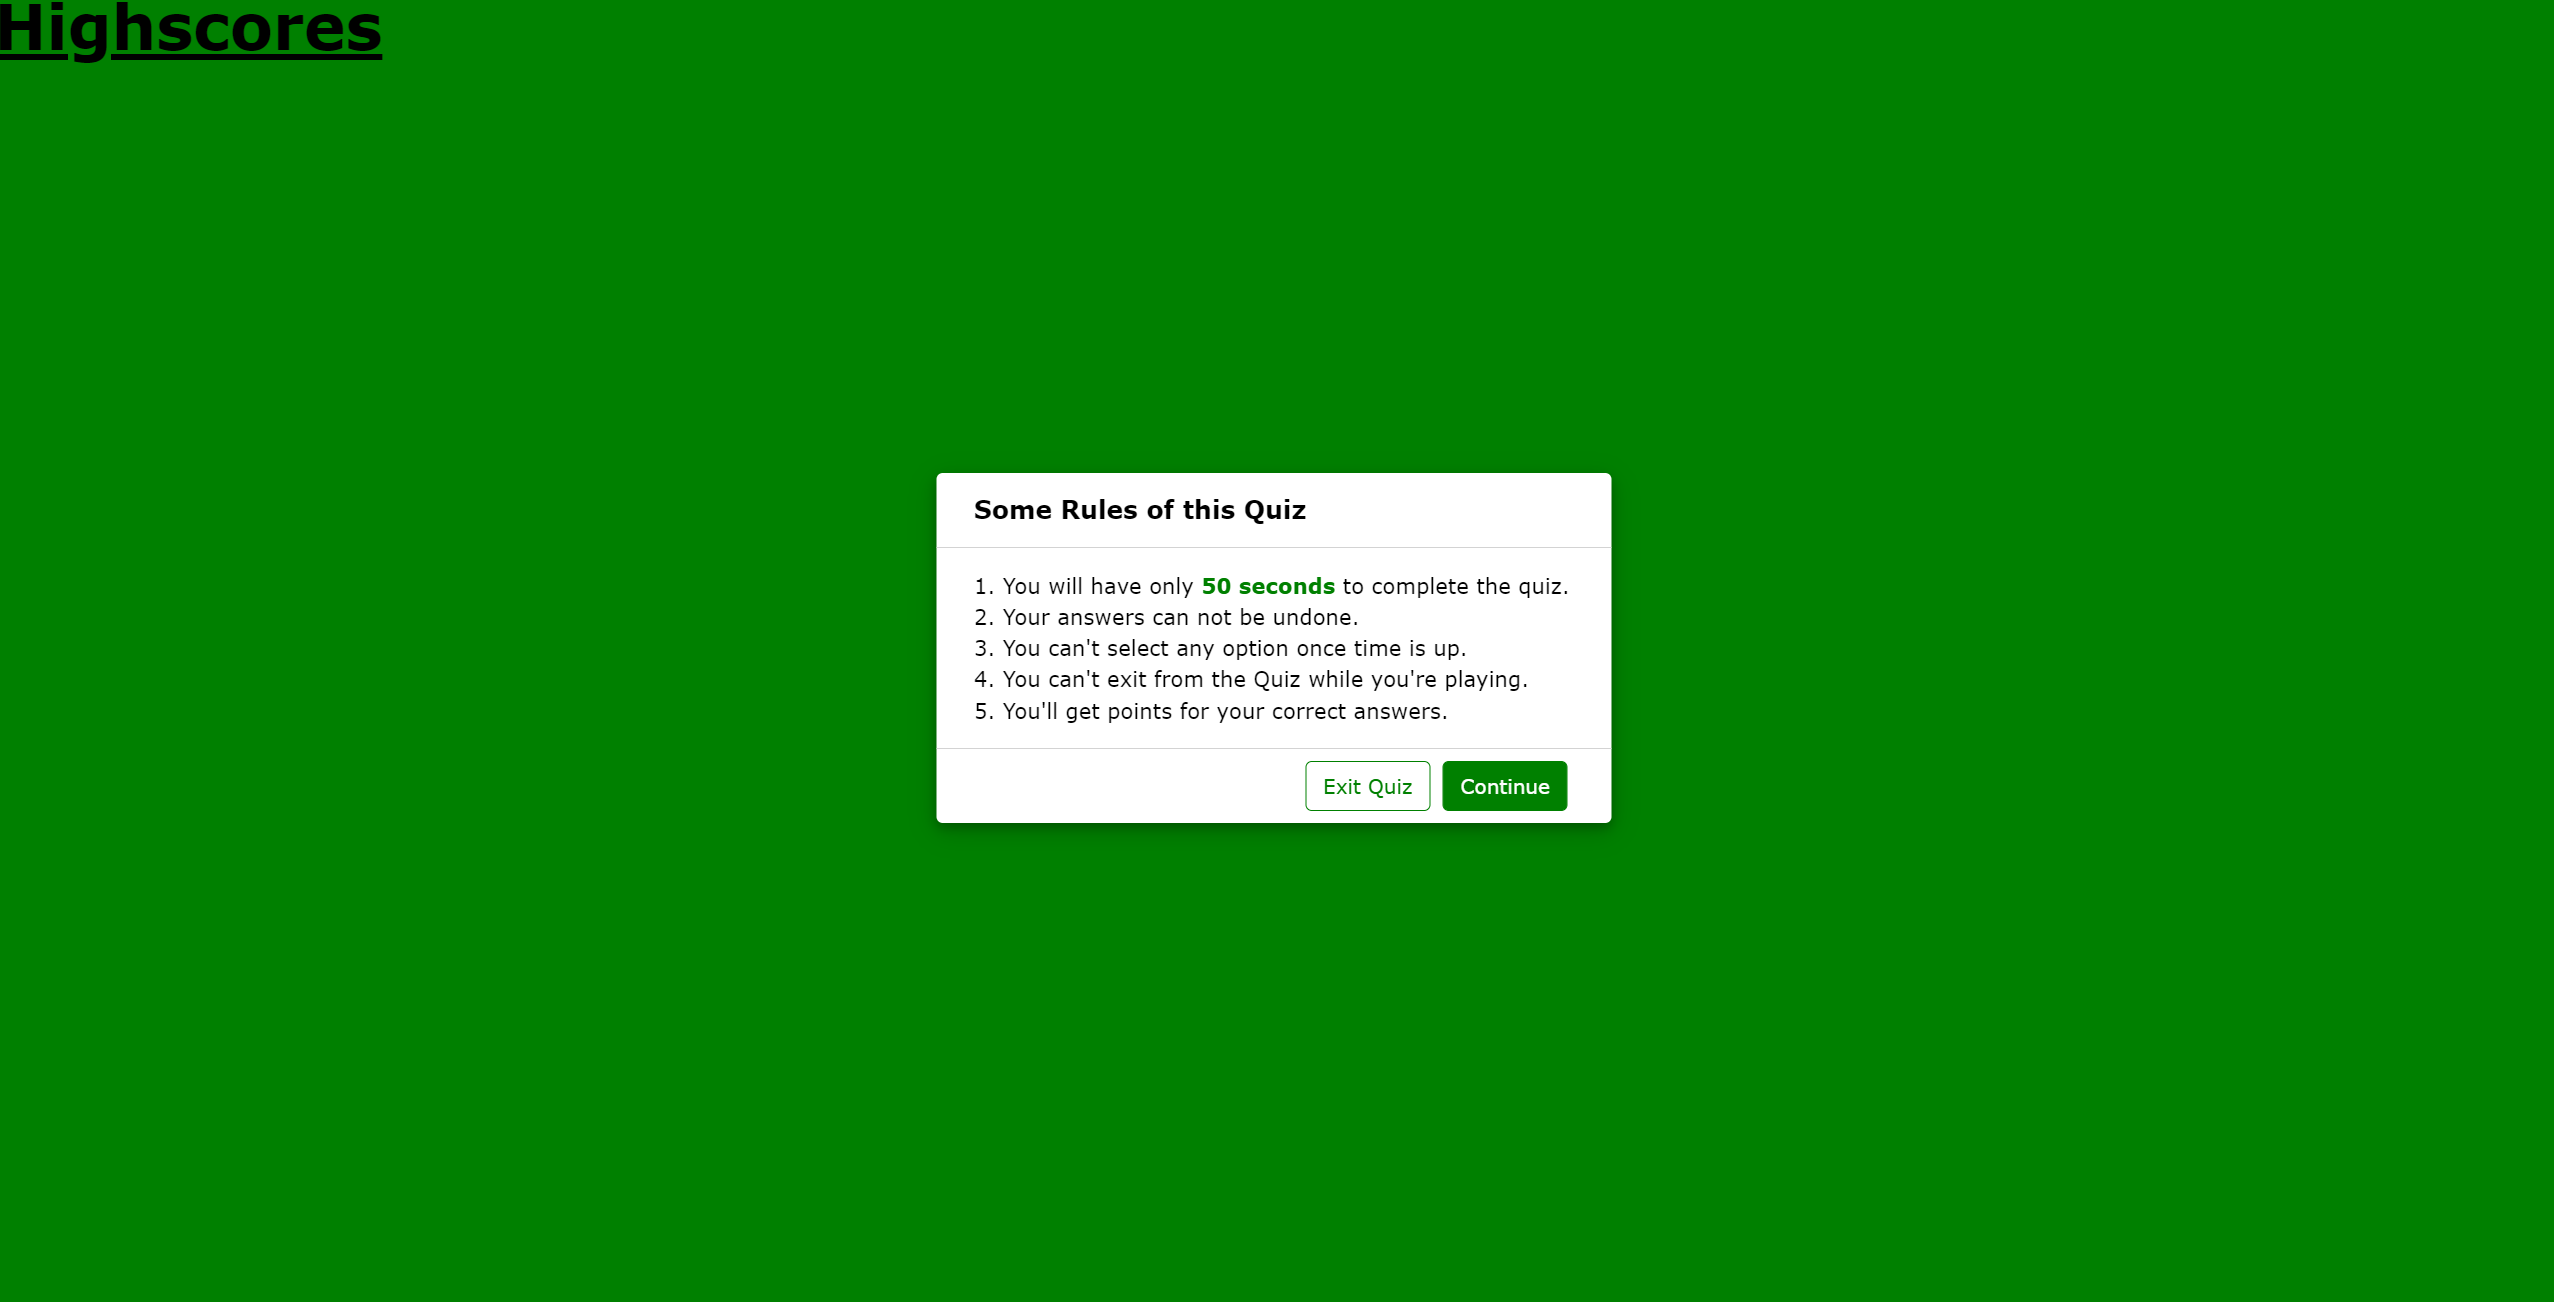 Highscores
Some Rules of this Quiz
1. You will have only 50 seconds to complete the quiz.
2. Your answers can not be undone.
3. You can't select any option once time is up.
4. You can't exit from the Quiz while you're playing.
5. You'll get points for your correct answers.
Exit Quiz Continue